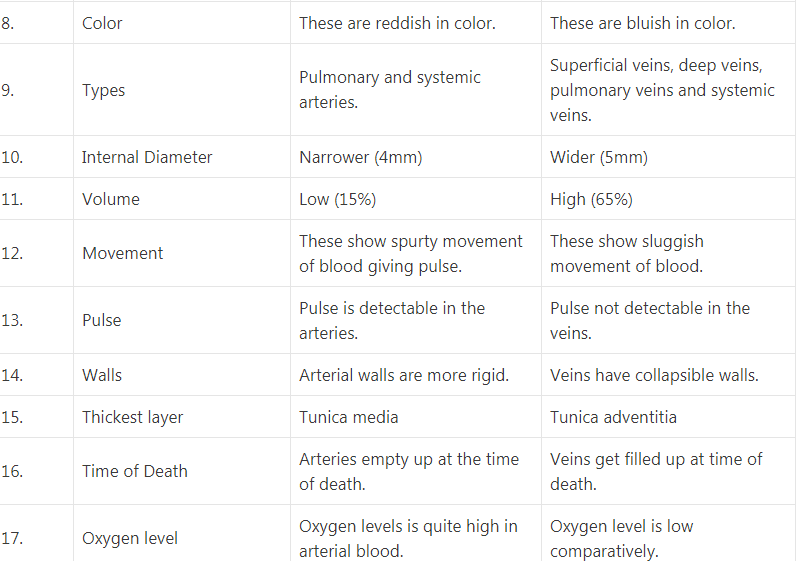 8. Color These are reddish in color. These are bluish in color.
9. Types Pulmonary and systemic arteries. Superficial veins, deep veins, pulmonary veins and systemic veins.
10. Internal Diameter Narrower (4mm) Wider (5mm)
11. Volume Low (15%) High (65%)
12. Movement These show spurty movement of blood giving pulse. These show sluggish movement of blood.
13. Pulse Pulse is detectable in the arteries. Pulse not detectable in the veins.
14. Walls Arterial walls are more rigid. Veins have collapsible walls.
15. Thickest layer Tunica media Tunica adventitia
16. Time of Death Arteries empty up at the time of death. Veins get filled up at time of death.
17. Oxygen level Oxygen levels is quite high in arterial blood. Oxygen level is low comparatively.